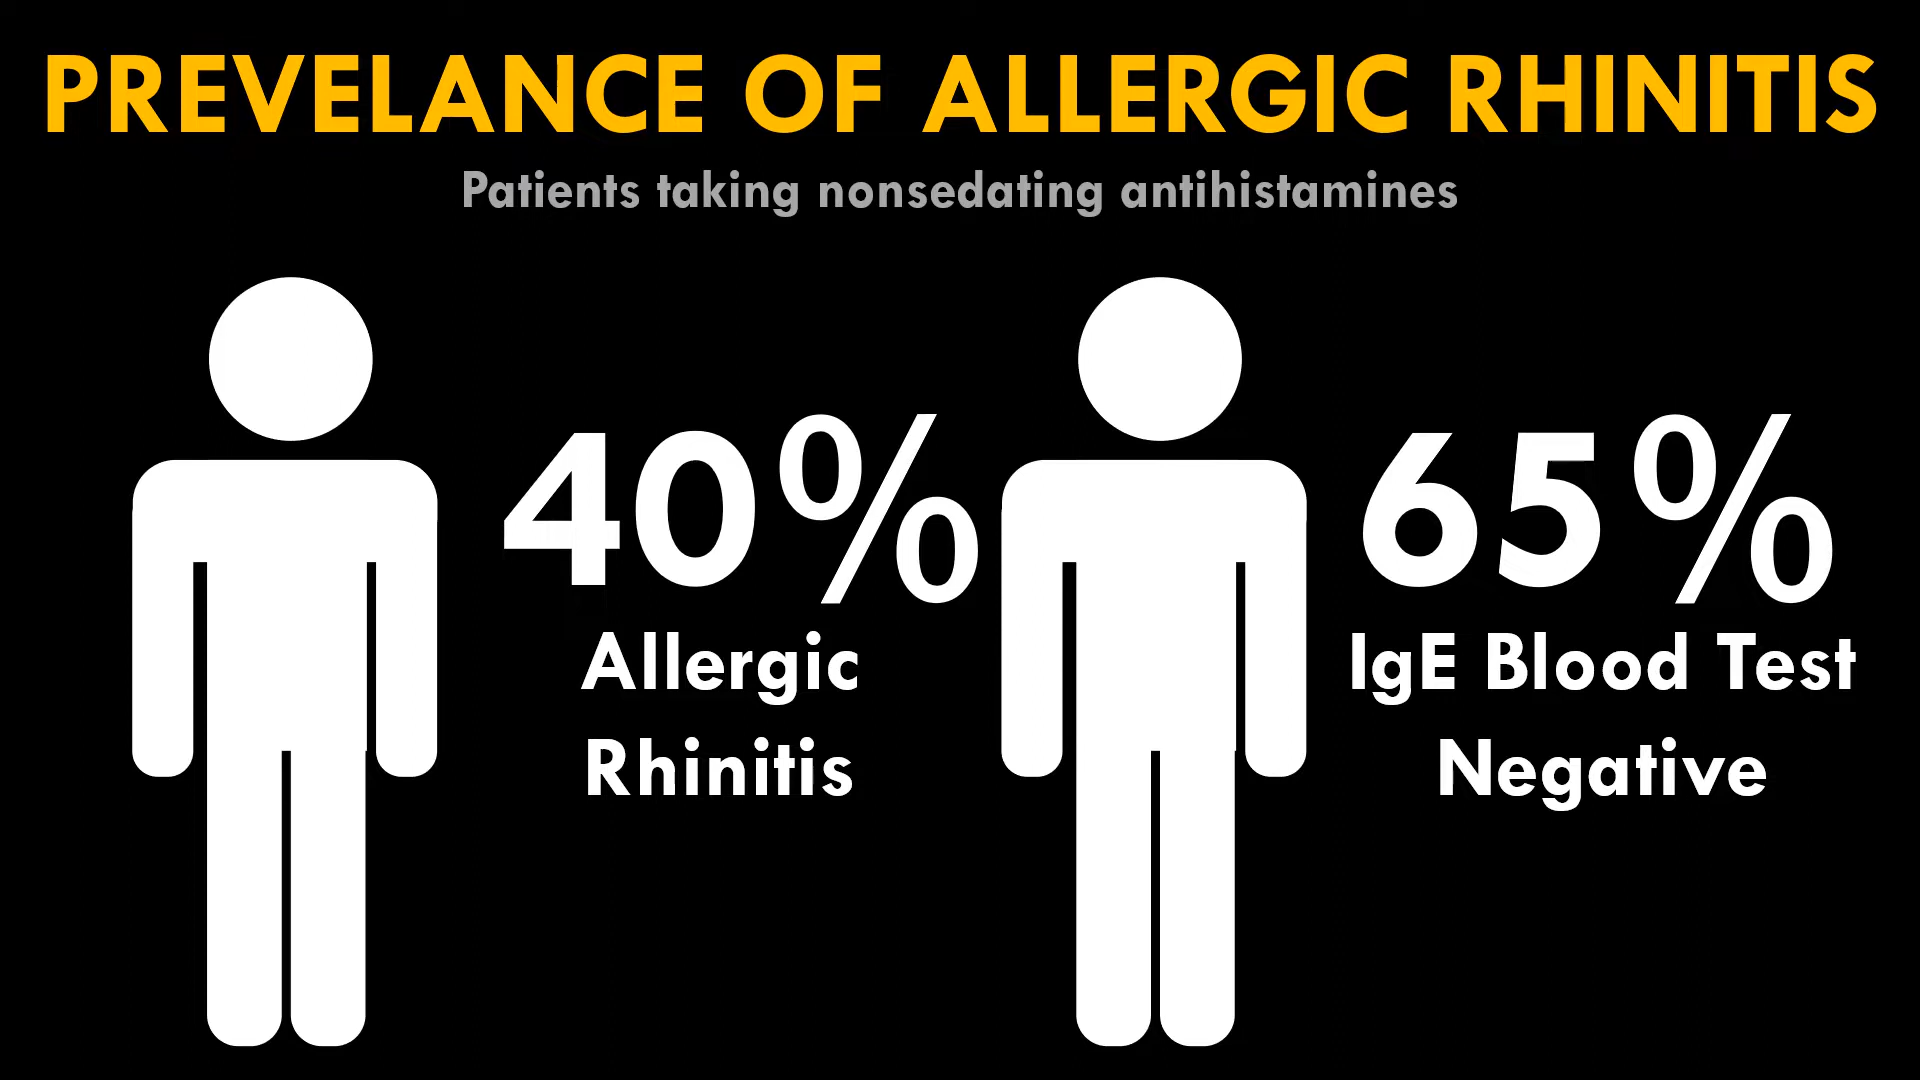 PREVELANCE OF ALLERGIC RHINITIS
Patients taking nonsedating antihistamines
40%
Allergic
Rhinitis
65%
IgE Blood Test
Negative